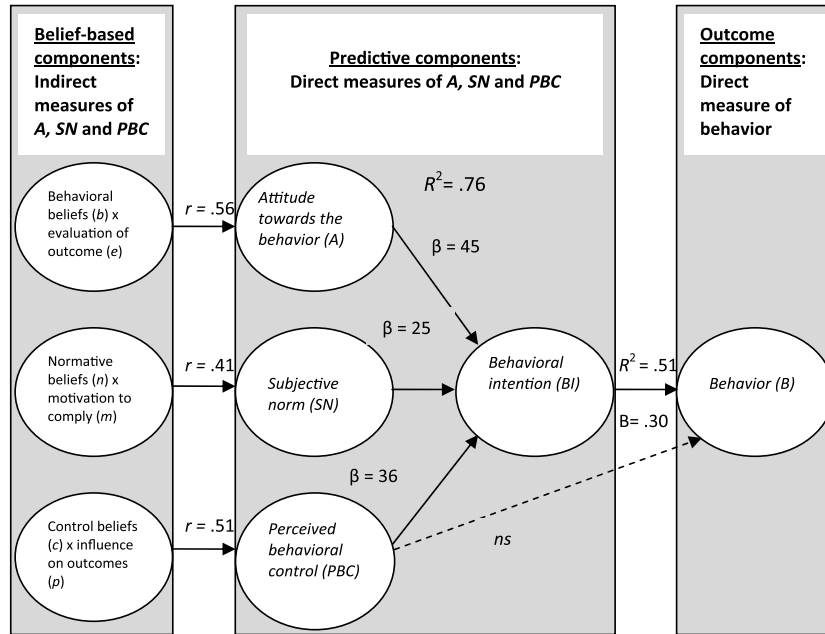 Belief-based
components:
Indirect
measures of
A, SN and PBC
Predictive components:
Direct measures of A, SN and PBC
Outcome
components:
Direct
measure of
behavior
Behavioral
beliefs (b) x
evaluation of
outcome (e)
r = .56
Attitude
towards the
behavior (A)
R² = .76
β = 45
Normative
beliefs (n) x
motivation to
comply (m)
r = .41
Subjective
norm (SN)
β = 25
Behavioral
intention (BI)
R² = .51
B= .30
Behavior (B)
Control beliefs
(c) x influence
on outcomes
(p)
r = .51
Perceived
behavioral
control (PBC)
β = 36
ns